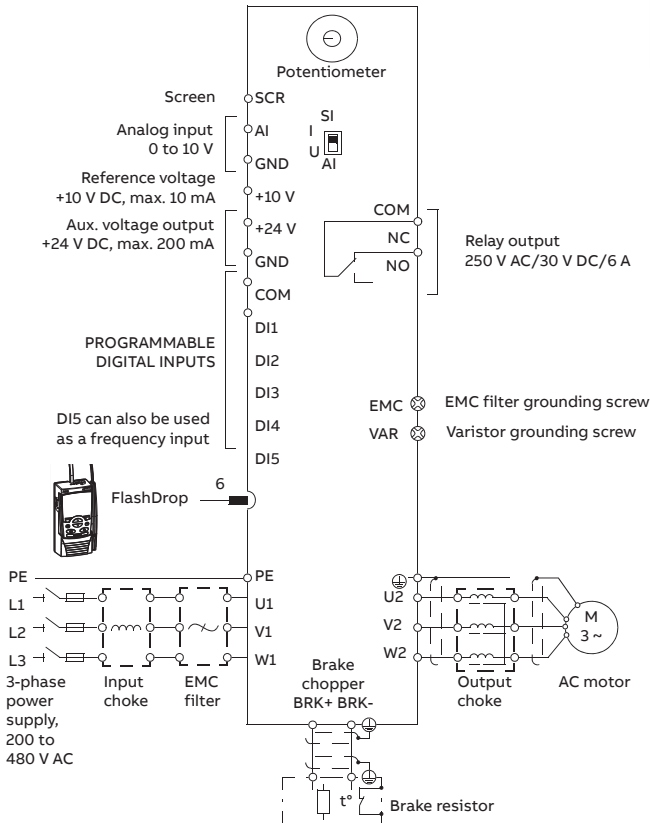 Potentiometer
Screen
SCR
Analog input
0 to 10 V
AI
GND
SI
I
U
AI
Reference voltage
+10 V DC, max. 10 mA
+10 V
Aux. voltage output
+24 V DC, max. 200 mA
+24 V
GND
COM
NC
NO
Relay output
250 V AC/30 V DC/6 A
COM
PROGRAMMABLE
DIGITAL INPUTS
DI1
DI2
DI3
DI4
DI5
DI5 can also be used
as a frequency input
EMC
EMC filter grounding screw
VAR
Varistor grounding screw
FlashDrop
6
PE
PE
L1
U1
L2
V1
L3
W1
3-phase
power
supply,
200 to
480 V AC
Input
choke
EMC
filter
Brake
chopper
BRK+ BRK-
U2
V2
W2
Output
choke
M
3 ~
AC motor
t°
Brake resistor